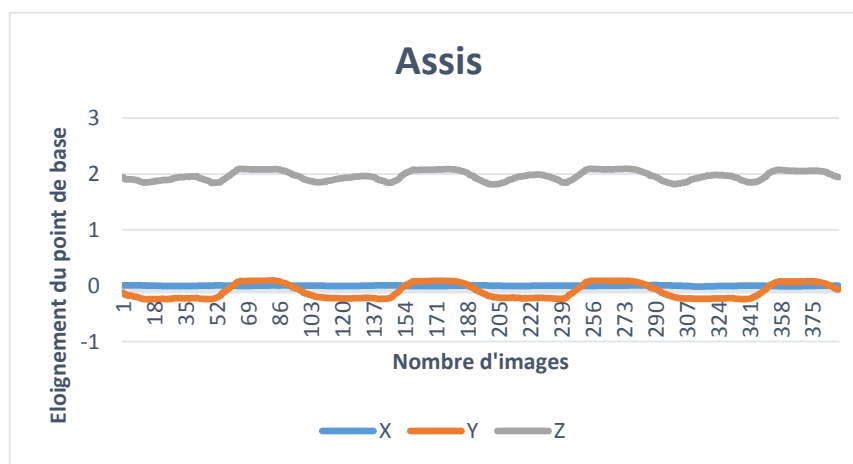 Assis
Eloignement du point de base
3
2
1
0
-1
1 18 35 52 69 86 103 120 137 154 171 188 205 222 239 256 273 290 307 324 341 358 375
Nombre d'images
X Y Z